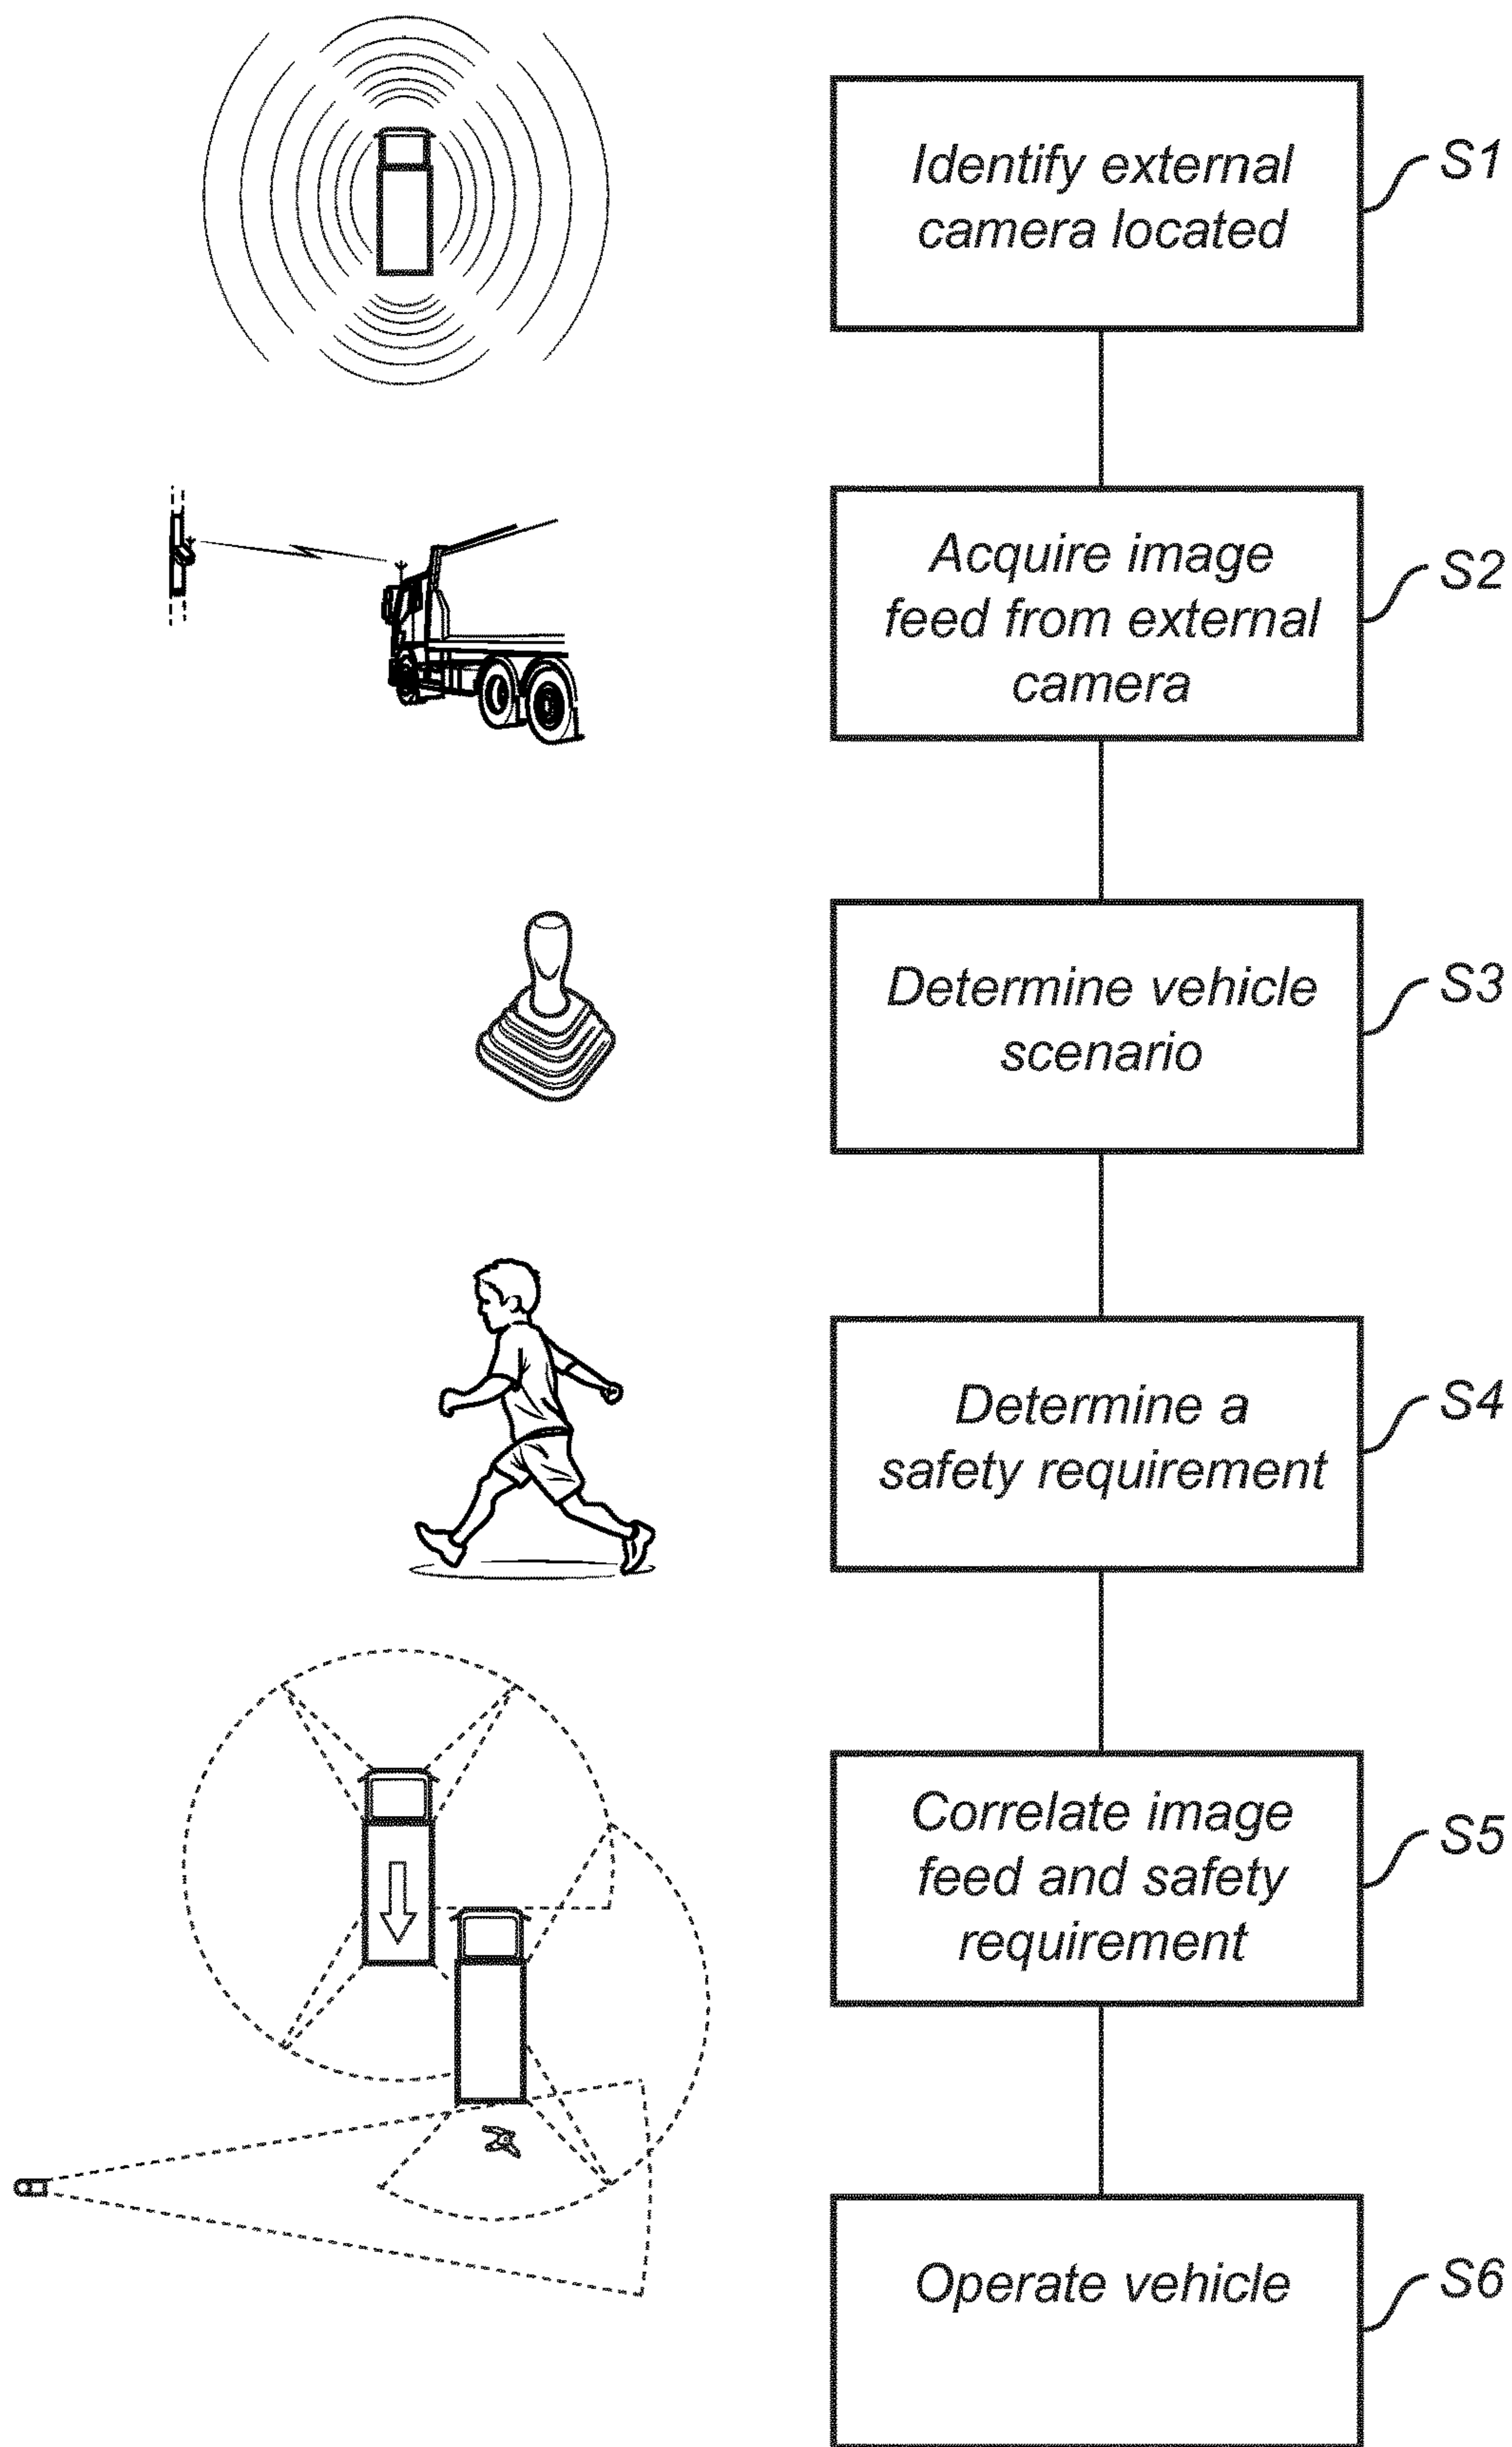 Identify external
camera located
S1
Acquire image
feed from external
camera
S2
Determine vehicle
scenario
S3
Determine a
safety requirement
S4
Correlate image
feed and safety
requirement
S5
Operate vehicle
S6